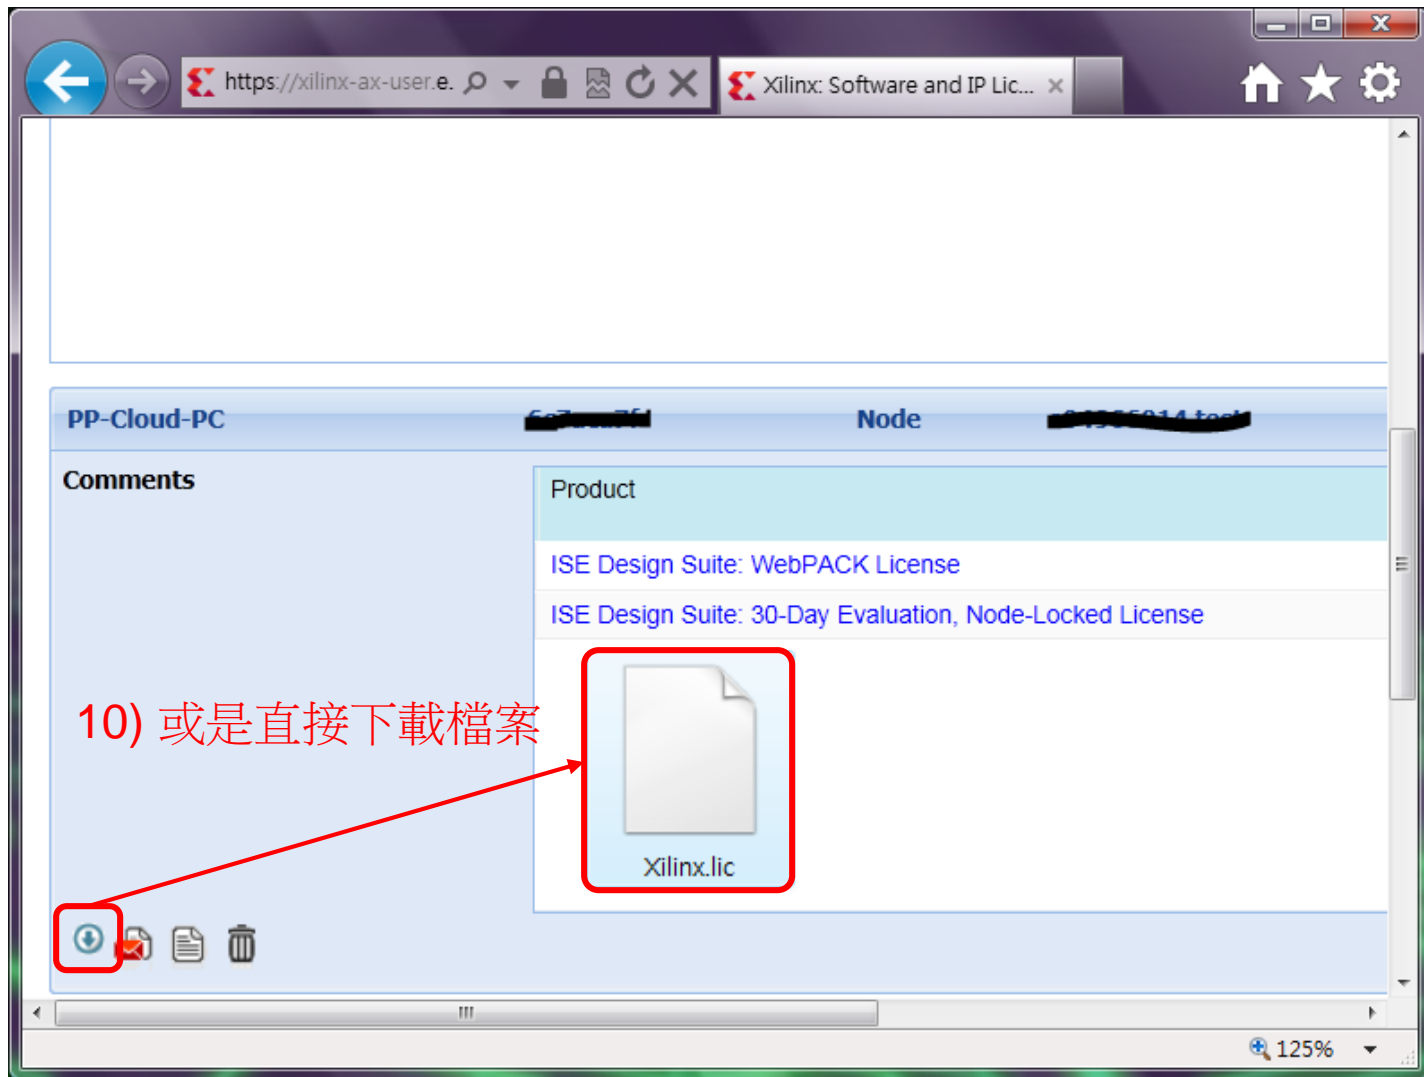 https://xilinx-ax-user.e.
Xilinx: Software and IP Lic...
PP-Cloud-PC
Node
Comments
Product
ISE Design Suite: WebPACK License
ISE Design Suite: 30-Day Evaluation, Node-Locked License
10) 或是直接下載檔案
Xilinx.lic
125%